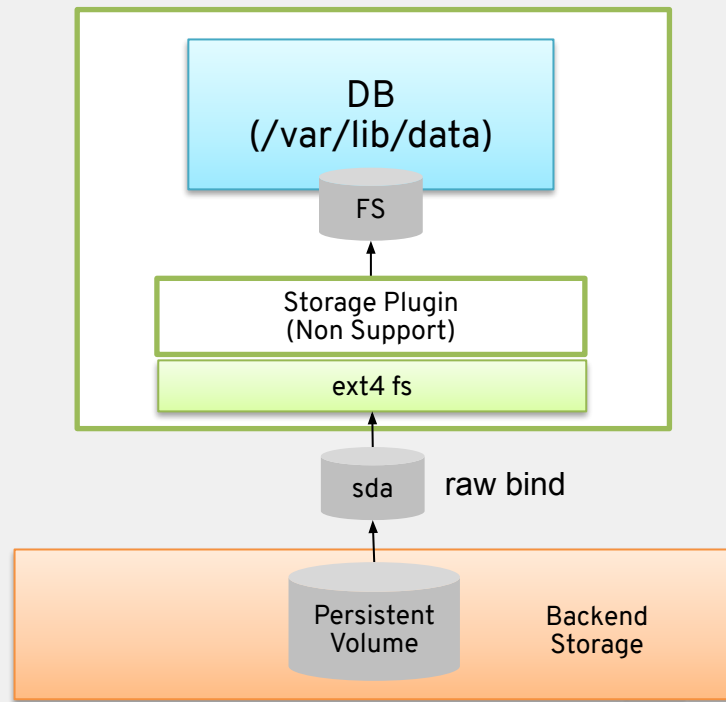 DB
(/var/lib/data)
FS
Storage Plugin
(Non Support)
ext4 fs
sda
raw bind
Persistent
Volume
Backend
Storage